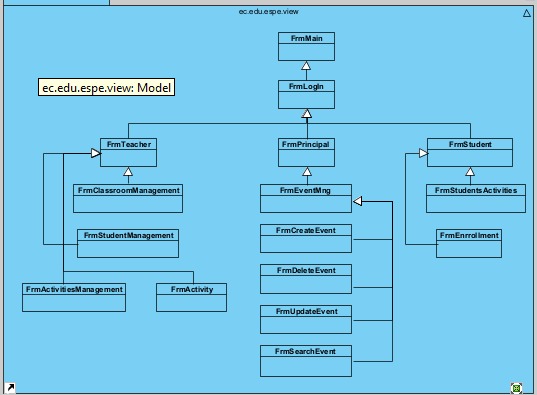 ec.edu.espe.view
FrmMain
ec.edu.espe.view: Model
FrmLogIn
FrmTeacher
FrmPrincipal
FrmStudent
FrmClassroomManagement
FrmEventMng
FrmStudentsActivities
FrmStudentManagement
FrmCreateEvent
FrmEnrrollment
FrmDeleteEvent
FrmActivitiesManagement
FrmActivity
FrmUpdateEvent
FrmSearchEvent